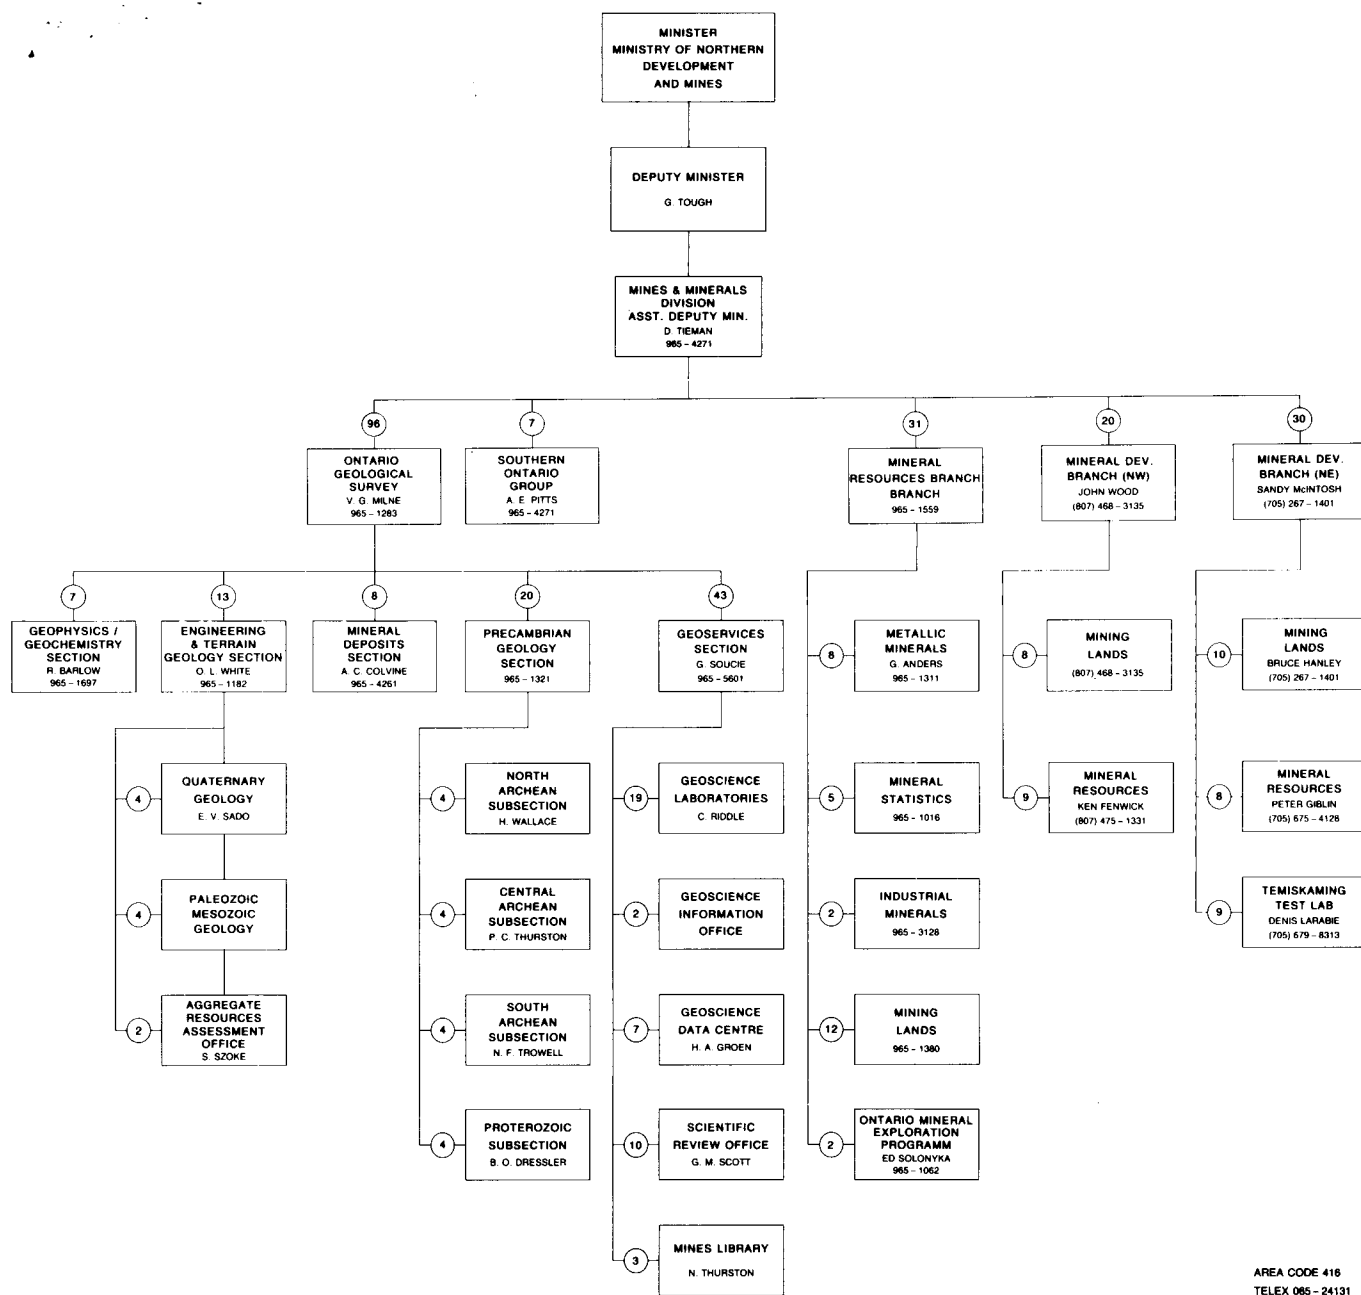 MINISTER
MINISTRY OF NORTHERN
DEVELOPMENT
AND MINES
DEPUTY MINISTER
G. TOUGH
MINES & MINERALS
DIVISION
ASST. DEPUTY MIN.
D. TIEMAN
965-4271
96
ONTARIO
GEOLOGICAL
SURVEY
V. G. MILNE
965-1283
7
SOUTHERN
ONTARIO
GROUP
A. E. PITTS
965-4271
31
MINERAL
RESOURCES BRANCH
BRANCH
965-1559
20
MINERAL DEV.
BRANCH (NW)
JOHN WOOD
(807) 468-3135
30
MINERAL DEV.
BRANCH (NE)
SANDY McINTOSH
(705) 267-1401
7
GEOPHYSICS /
GEOCHEMISTRY
SECTION
R. BARLOW
965-1697
13
ENGINEERING
& TERRAIN
GEOLOGY SECTION
O. L. WHITE
965-1182
8
MINERAL
DEPOSITS
SECTION
A. C. COLVINE
965-4261
20
PRECAMBRIAN
GEOLOGY
SECTION
965-1321
43
GEOSERVICES
SECTION
G. SOUCIE
965-5601
4
QUATERNARY
GEOLOGY
E. V. SADO
4
PALEOZOIC
MESOZOIC
GEOLOGY
2
AGGREGATE
RESOURCES
ASSESSMENT
OFFICE
S. SZOKE
4
NORTH
ARCHEAN
SUBSECTION
H. WALLACE
4
CENTRAL
ARCHEAN
SUBSECTION
P. C. THURSTON
4
SOUTH
ARCHEAN
SUBSECTION
N. F. TROWELL
4
PROTEROZOIC
SUBSECTION
B. O. DRESSLER
19
GEOSCIENCE
LABORATORIES
C. RIDDLE
2
GEOSCIENCE
INFORMATION
OFFICE
7
GEOSCIENCE
DATA CENTRE
H. A. GROEN
10
SCIENTIFIC
REVIEW OFFICE
G. M. SCOTT
3
MINES LIBRARY
N. THURSTON
8
METALLIC
MINERALS
G. ANDERS
965-1311
5
MINERAL
STATISTICS
965-1016
2
INDUSTRIAL
MINERALS
965-3128
12
MINING
LANDS
965-1380
2
ONTARIO MINERAL
EXPLORATION
PROGRAMM
ED SOLONYKA
965-1062
8
MINING
LANDS
(807) 468-3135
9
MINERAL
RESOURCES
KEN FENWICK
(807) 475-1331
10
MINING
LANDS
BRUCE HANLEY
(705) 267-1401
8
MINERAL
RESOURCES
PETER GIBLIN
(705) 675-4128
9
TEMISKAMING
TEST LAB
DENIS LARABIE
(705) 679-8313
AREA CODE 416
TELEX 065-24131